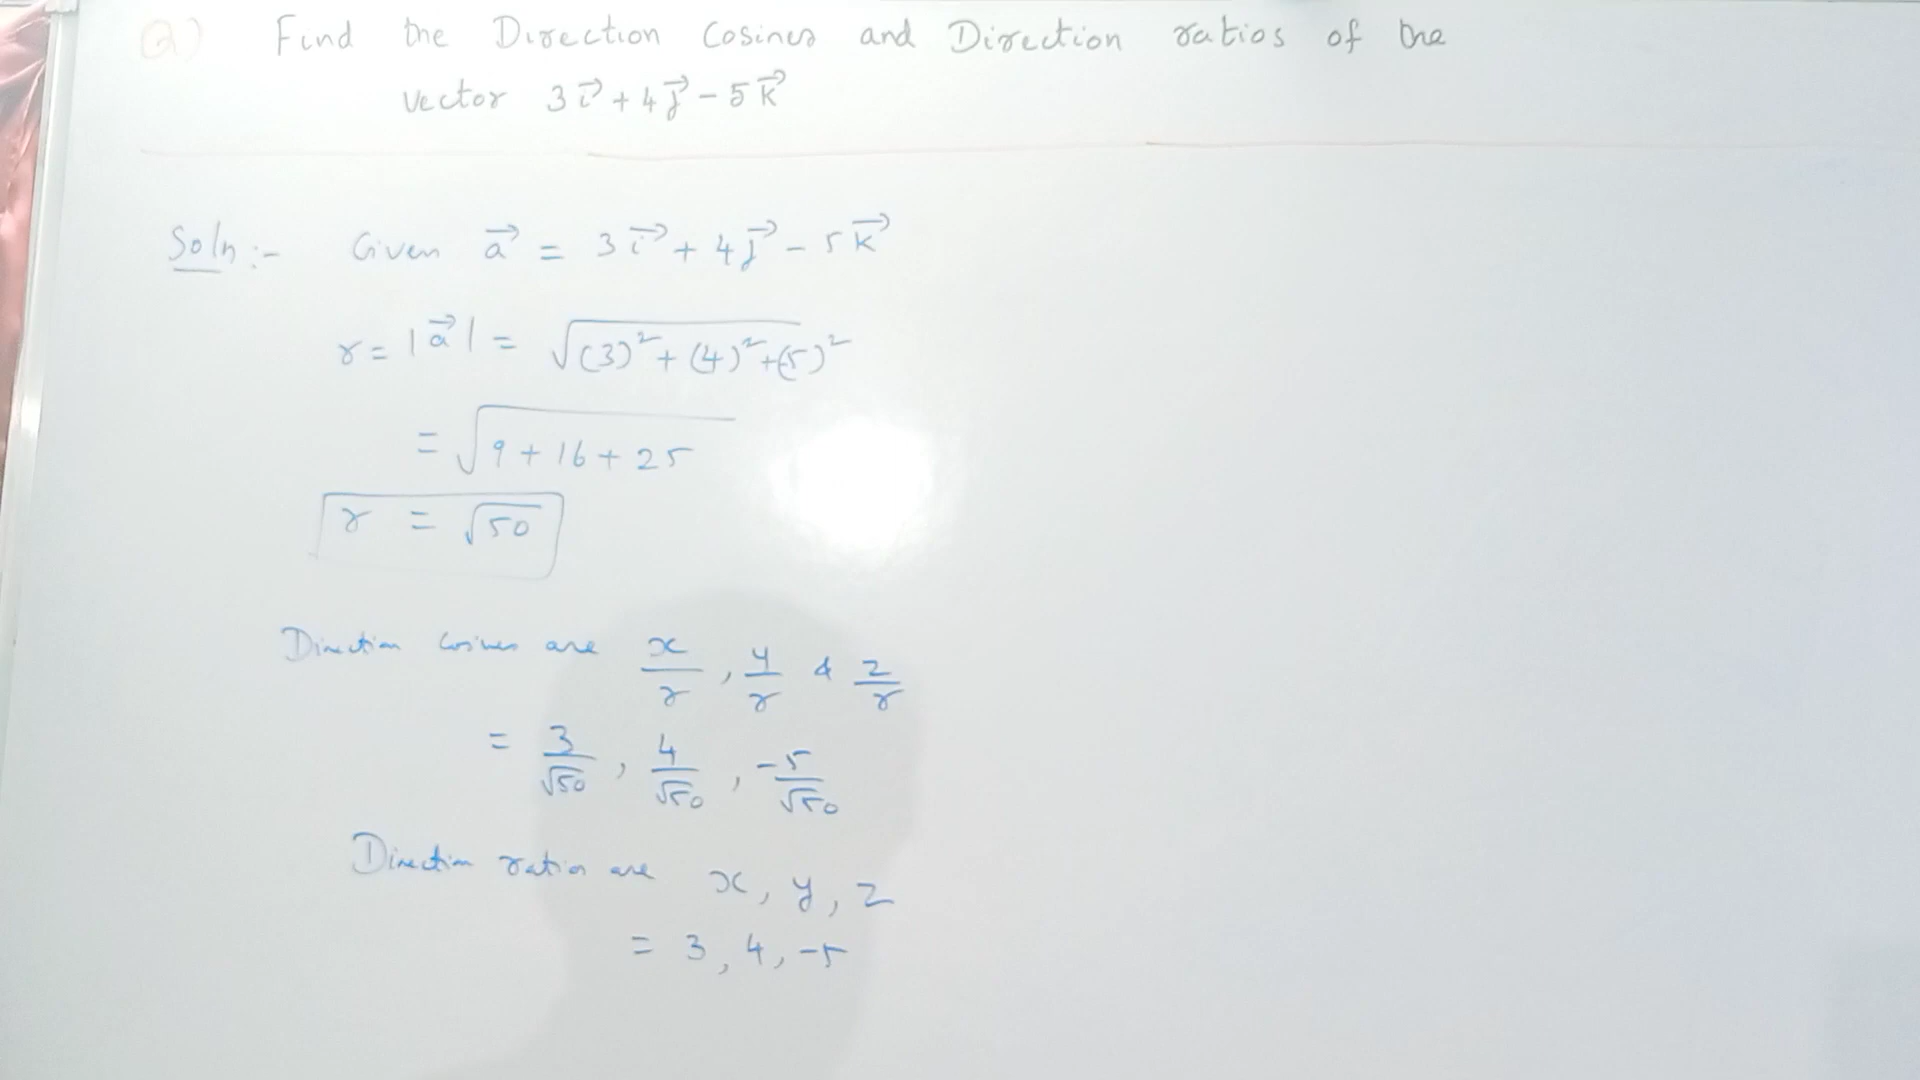 Q) Find the Direction Cosines and Direction ratios of the
vector 3i⃗ + 4j⃗ - 5k⃗
Soln :- Given a⃗ = 3i⃗ + 4j⃗ - 5k⃗
r = |a⃗| = √(3)² + (4)² + (-5)²
= √9 + 16 + 25
r = √50
Direction Cosines are x/r , y/r & z/r
= 3/√50 , 4/√50 , -5/√50
Direction ratios are x, y, z
= 3, 4, -5